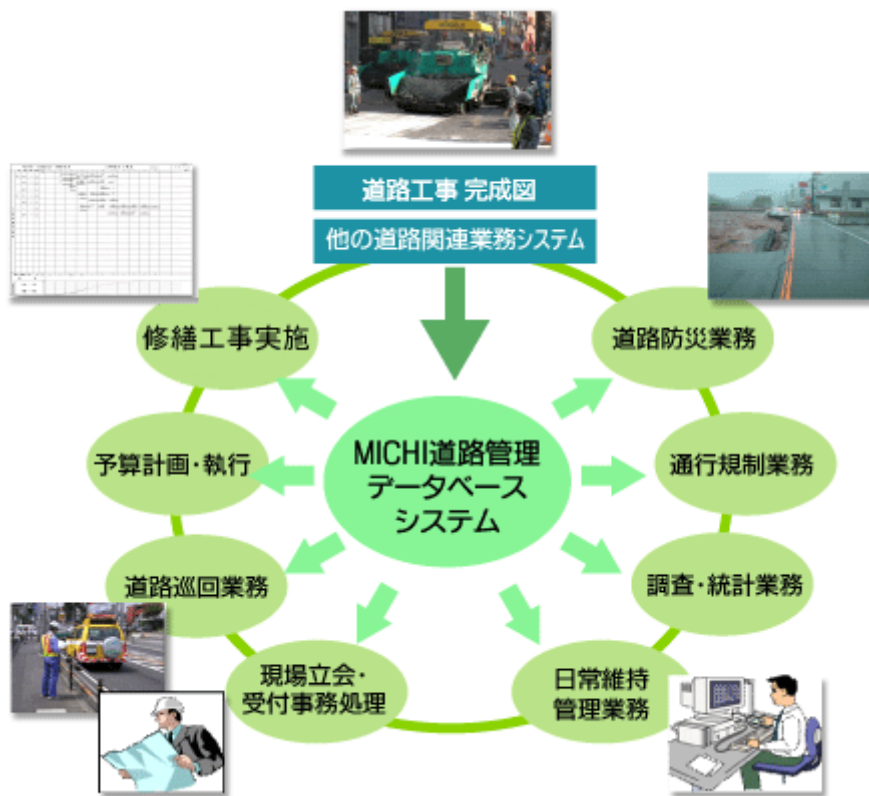 道路工事 完成図
他の道路関連業務システム
修繕工事実施
道路防災業務
予算計画・執行
MICHI道路管理
データベース
システム
通行規制業務
道路巡回業務
調査・統計業務
現場立会・
受付事務処理
日常維持
管理業務